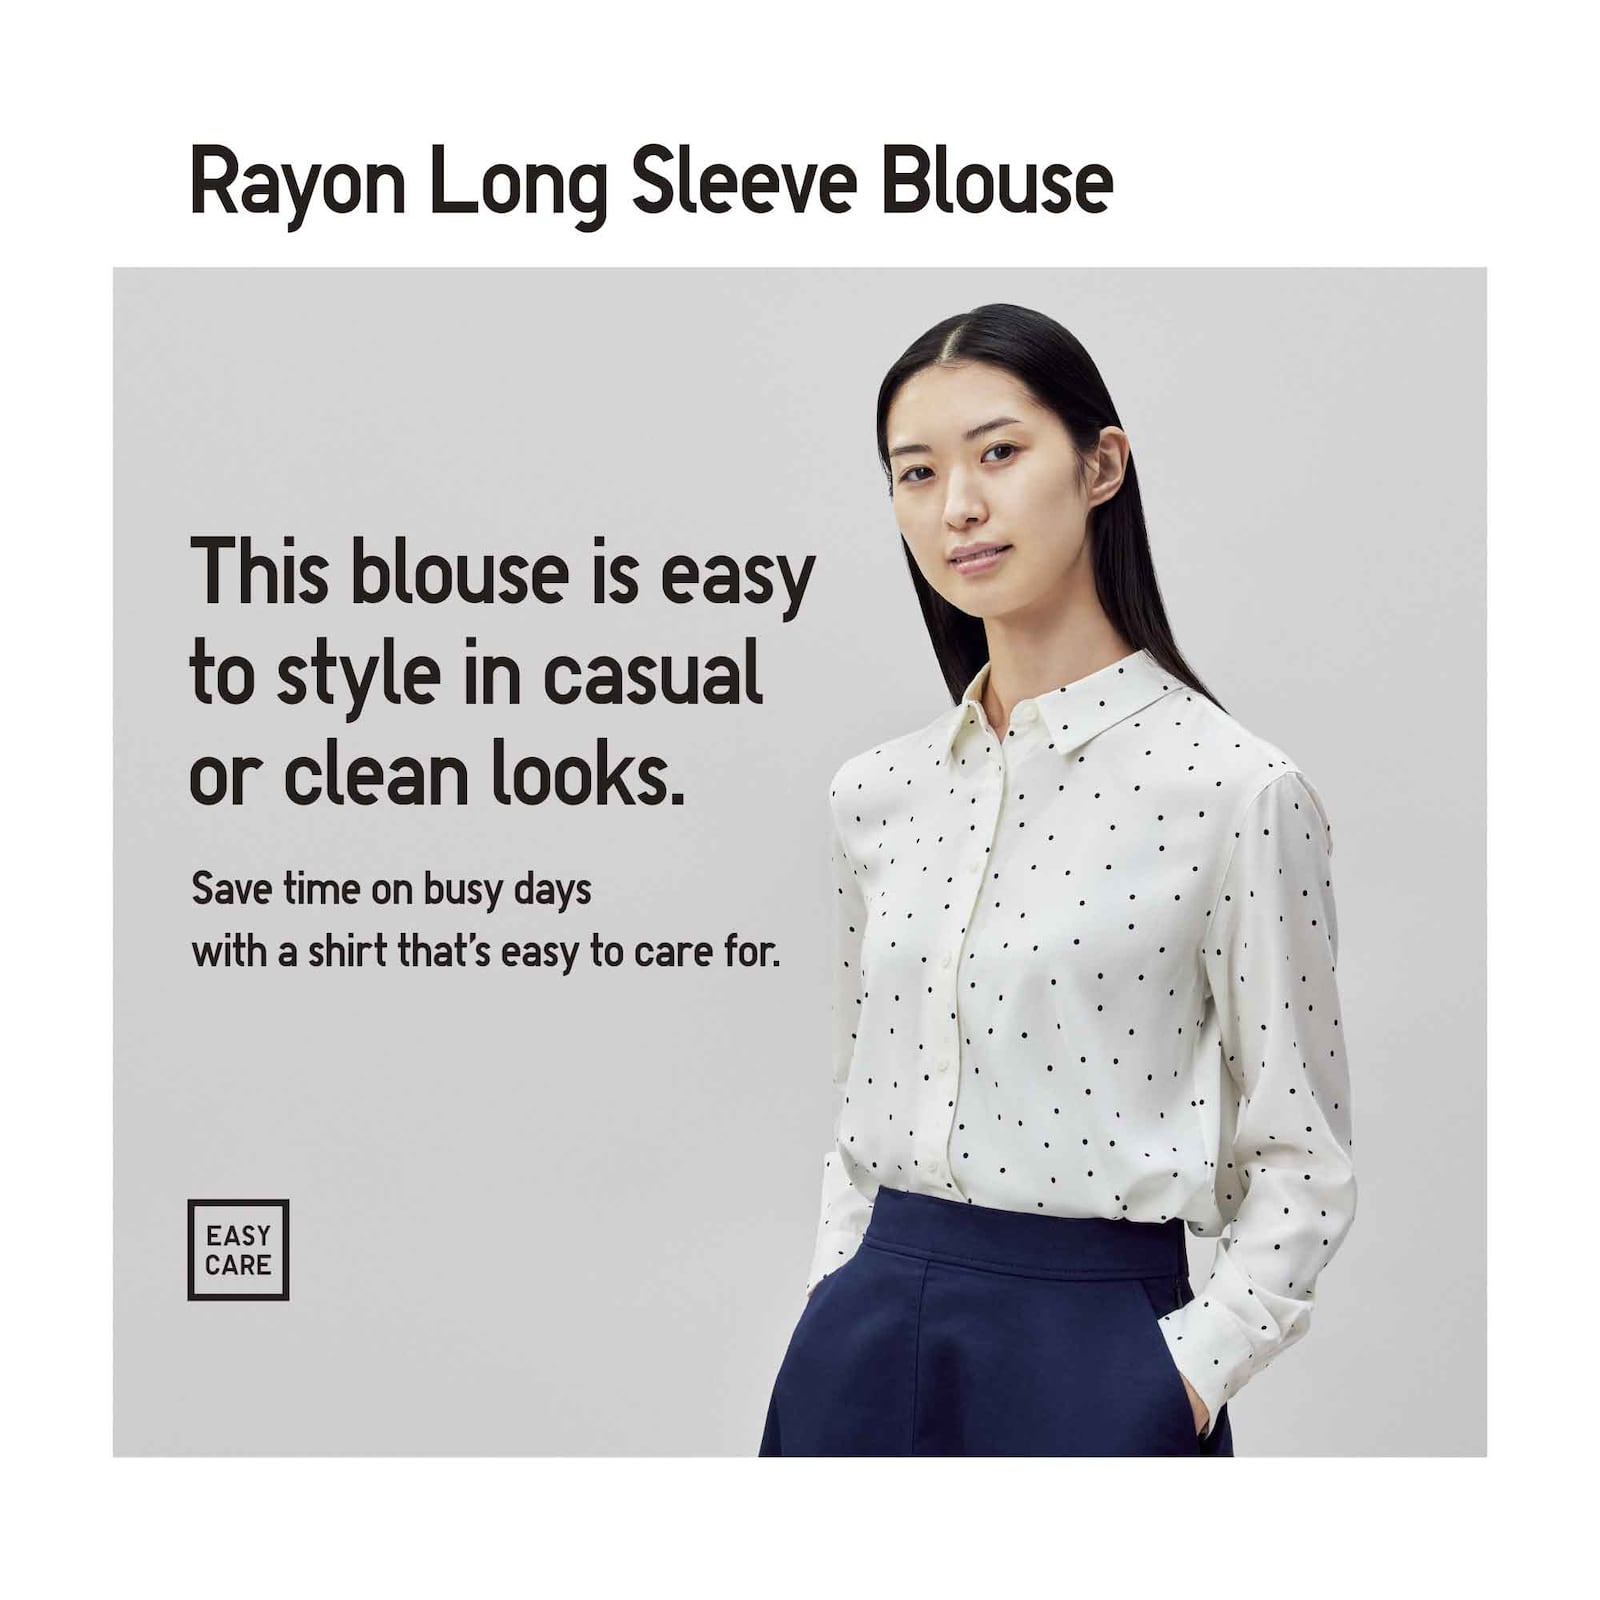 Rayon Long Sleeve Blouse
This blouse is easy
to style in casual
or clean looks.
Save time on busy days
with a shirt that's easy to care for.
EASY
CARE